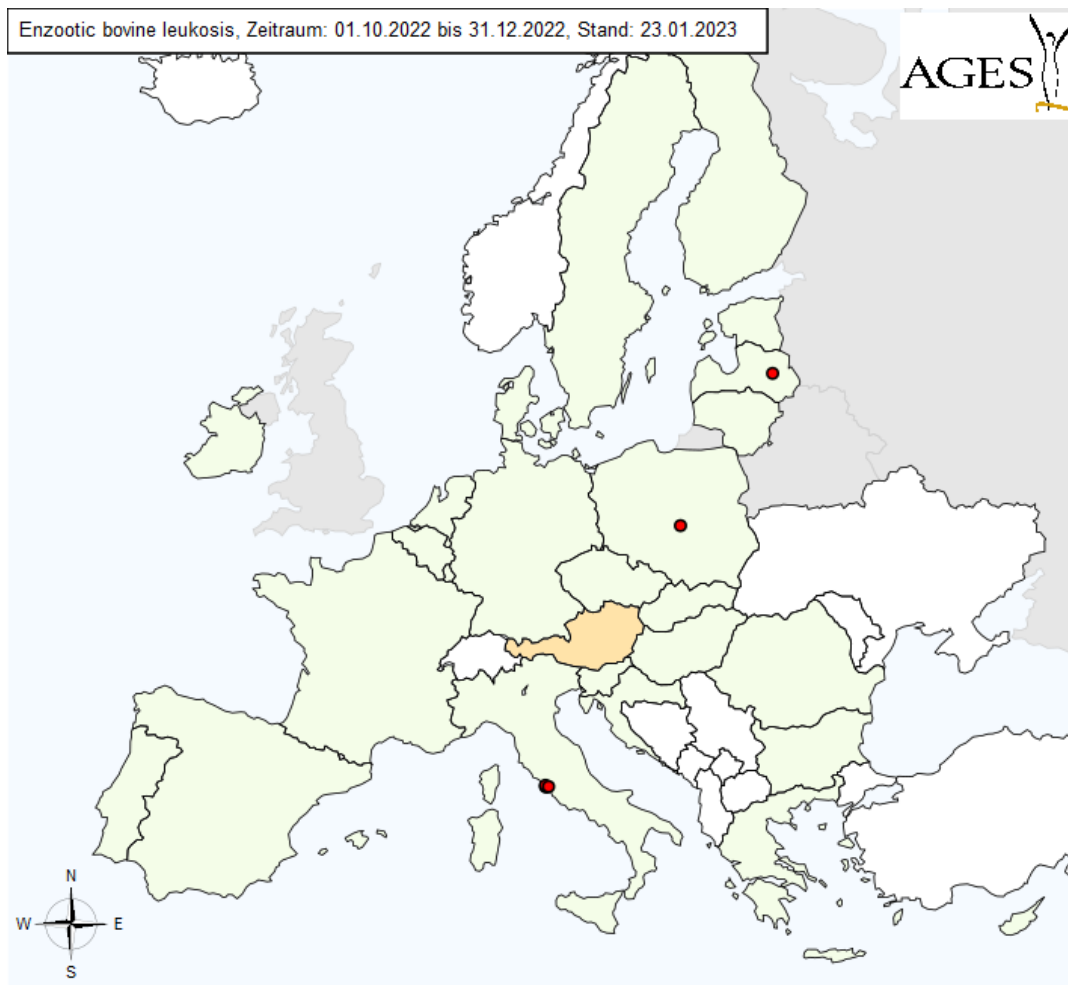 Enzootic bovine leukosis, Zeitraum: 01.10.2022 bis 31.12.2022, Stand: 23.01.2023
AGES
N
W
E
S